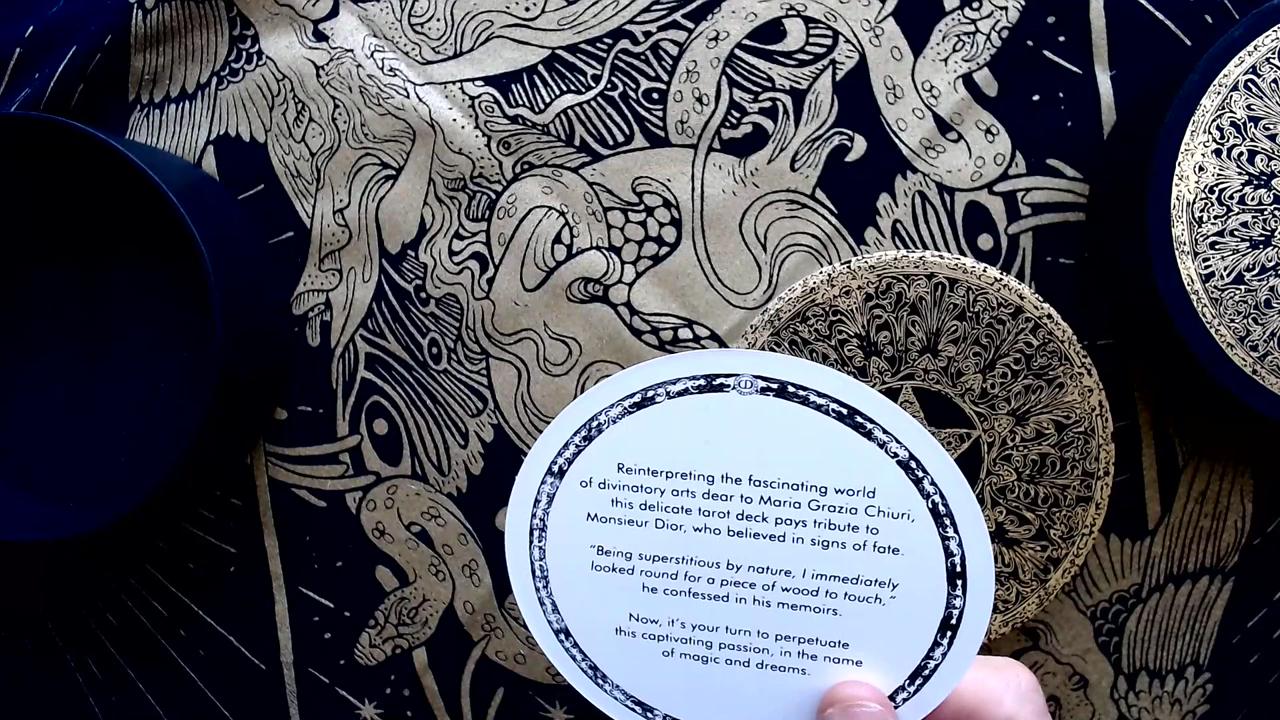 CD
Reinterpreting the fascinating world
of divinatory arts dear to Maria Grazia Chiuri,
this delicate tarot deck pays tribute to
Monsieur Dior, who believed in signs of fate.
“Being superstitious by nature, I immediately
looked round for a piece of wood to touch,”
he confessed in his memoirs.
Now, it’s your turn to perpetuate
this captivating passion, in the name
of magic and dreams.